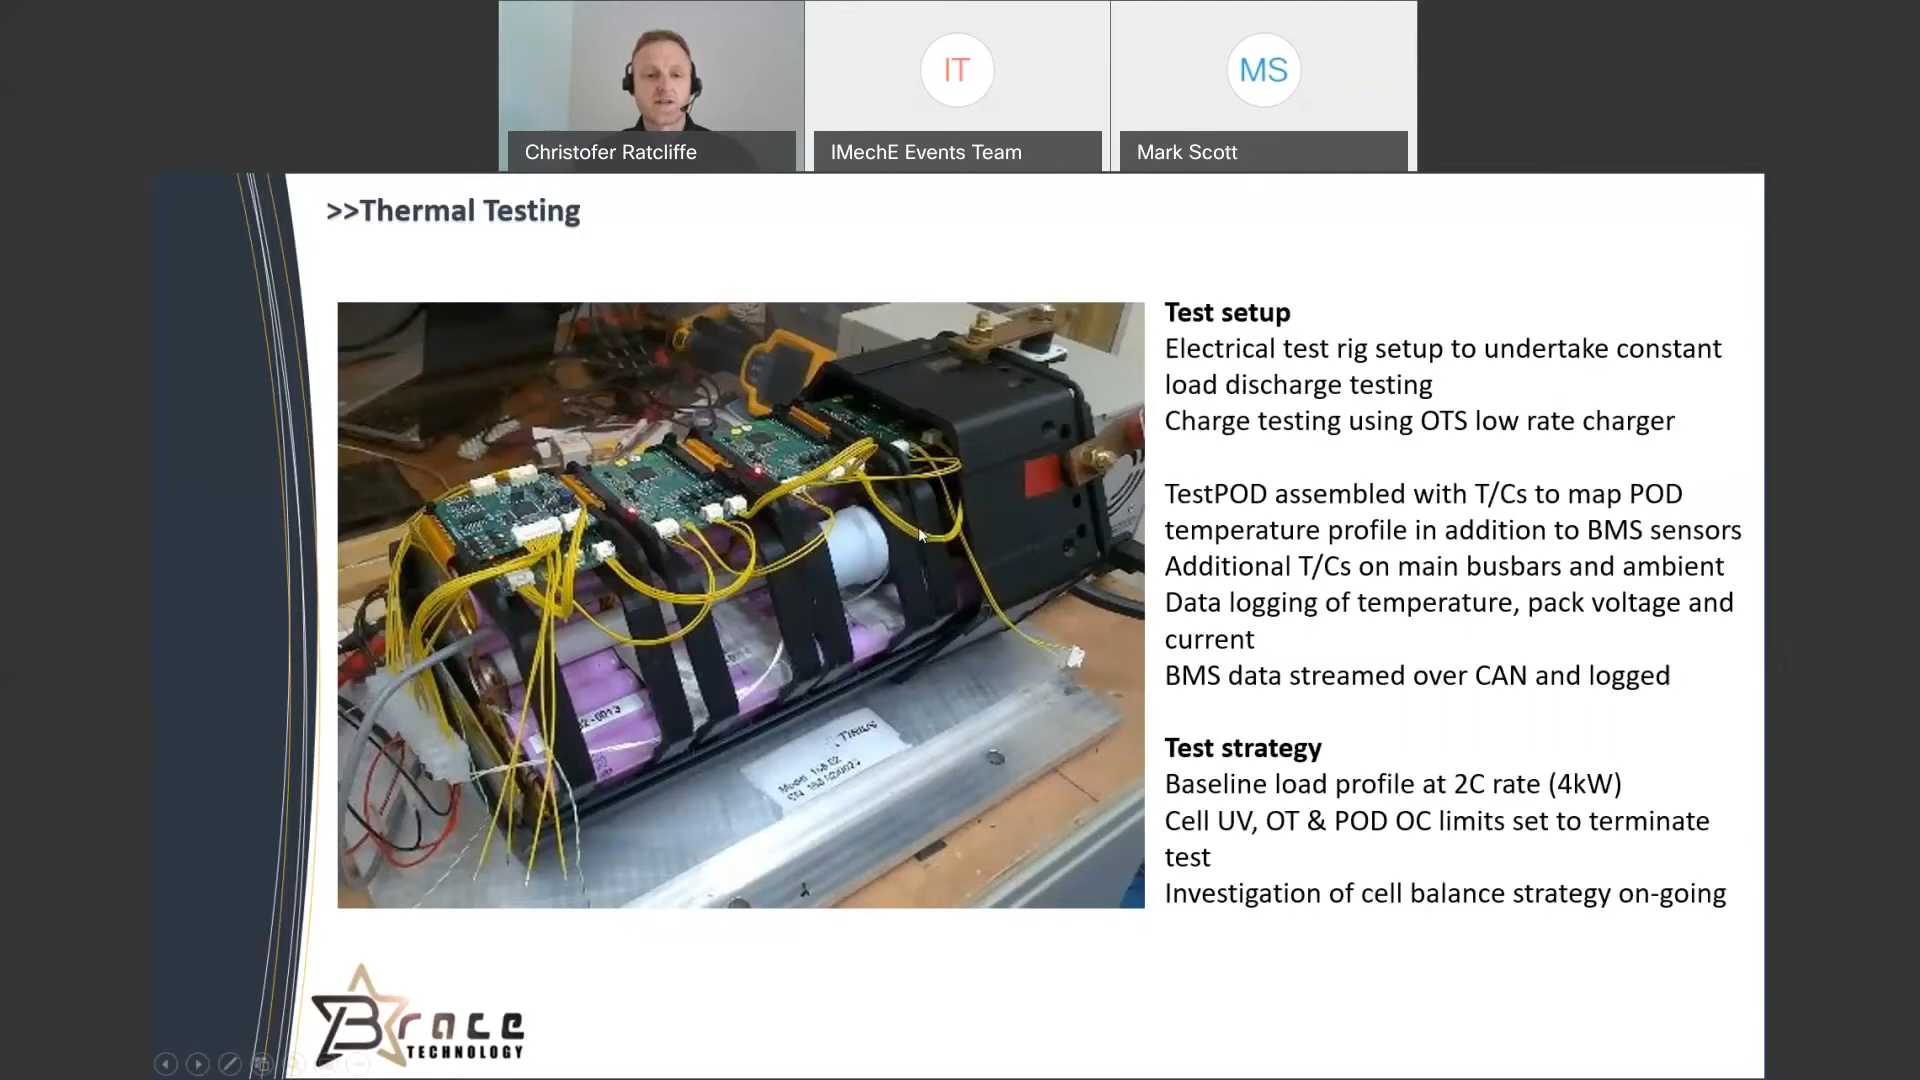 IT
MS
Christofer Ratcliffe
IMechE Events Team
Mark Scott
>>Thermal Testing
Test setup
Electrical test rig setup to undertake constant
load discharge testing
Charge testing using OTS low rate charger
TestPOD assembled with T/Cs to map POD
temperature profile in addition to BMS sensors
Additional T/Cs on main busbars and ambient
Data logging of temperature, pack voltage and
current
BMS data streamed over CAN and logged
Test strategy
Baseline load profile at 2C rate (4kW)
Cell UV, OT & POD OC limits set to terminate
test
Investigation of cell balance strategy on-going
Brace
TECHNOLOGY